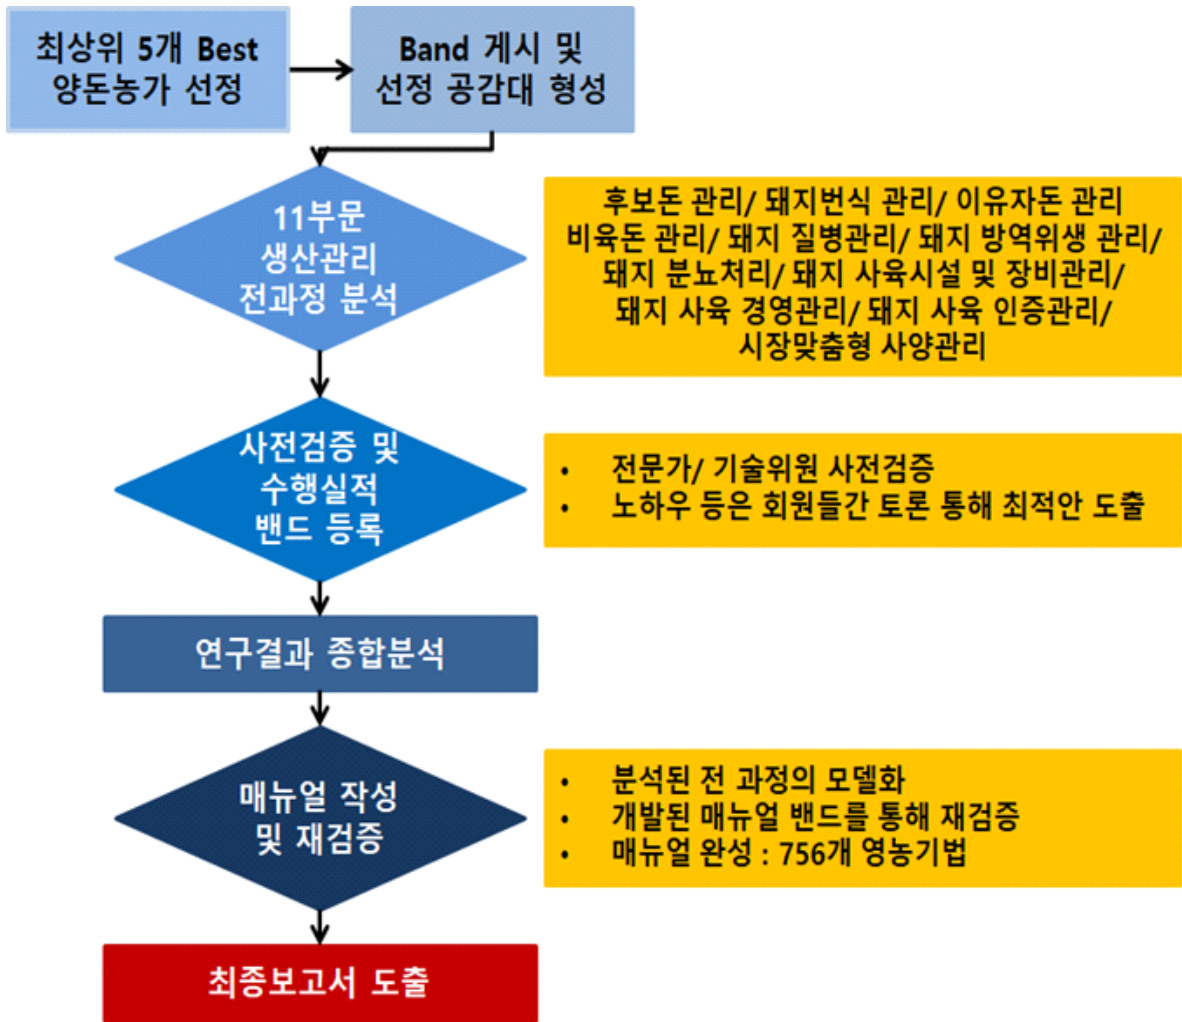 최상위 5개 Best
양돈농가 선정
Band 게시 및
선정 공감대 형성
11부문
생산관리
전과정 분석
후보돈 관리/ 돼지번식 관리/ 이유자돈 관리
비육돈 관리/ 돼지 질병관리/ 돼지 방역위생 관리/
돼지 분뇨처리/ 돼지 사육시설 및 장비관리/
돼지 사육 경영관리/ 돼지 사육 인증관리/
시장맞춤형 사양관리
사전검증 및
수행실적
밴드 등록
• 전문가/ 기술위원 사전검증
• 노하우 등은 회원들간 토론 통해 최적안 도출
연구결과 종합분석
매뉴얼 작성
및 재검증
• 분석된 전 과정의 모델화
• 개발된 매뉴얼 밴드를 통해 재검증
• 매뉴얼 완성 : 756개 영농기법
최종보고서 도출